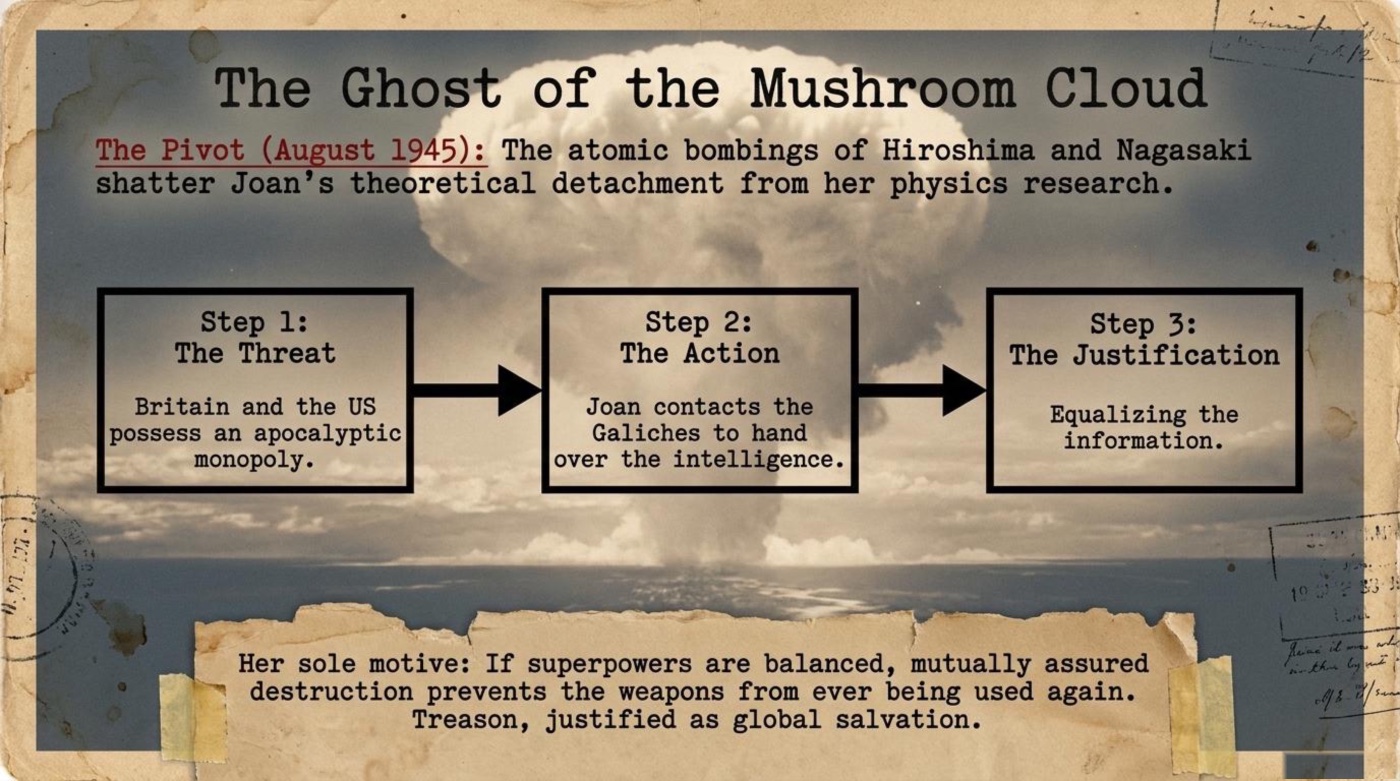 The Ghost of the Mushroom Cloud
The Pivot (August 1945): The atomic bombings of Hiroshima and Nagasaki
shatter Joan's theoretical detachment from her physics research.
Step 1:
The Threat
Britain and the US
possess an apocalyptic
monopoly.
Step 2:
The Action
Joan contacts the
Galiches to hand
over the intelligence.
Step 3:
The Justification
Equalizing the
information.
Her sole motive: If superpowers are balanced, mutually assured
destruction prevents the weapons from ever being used again.
Treason, justified as global salvation.